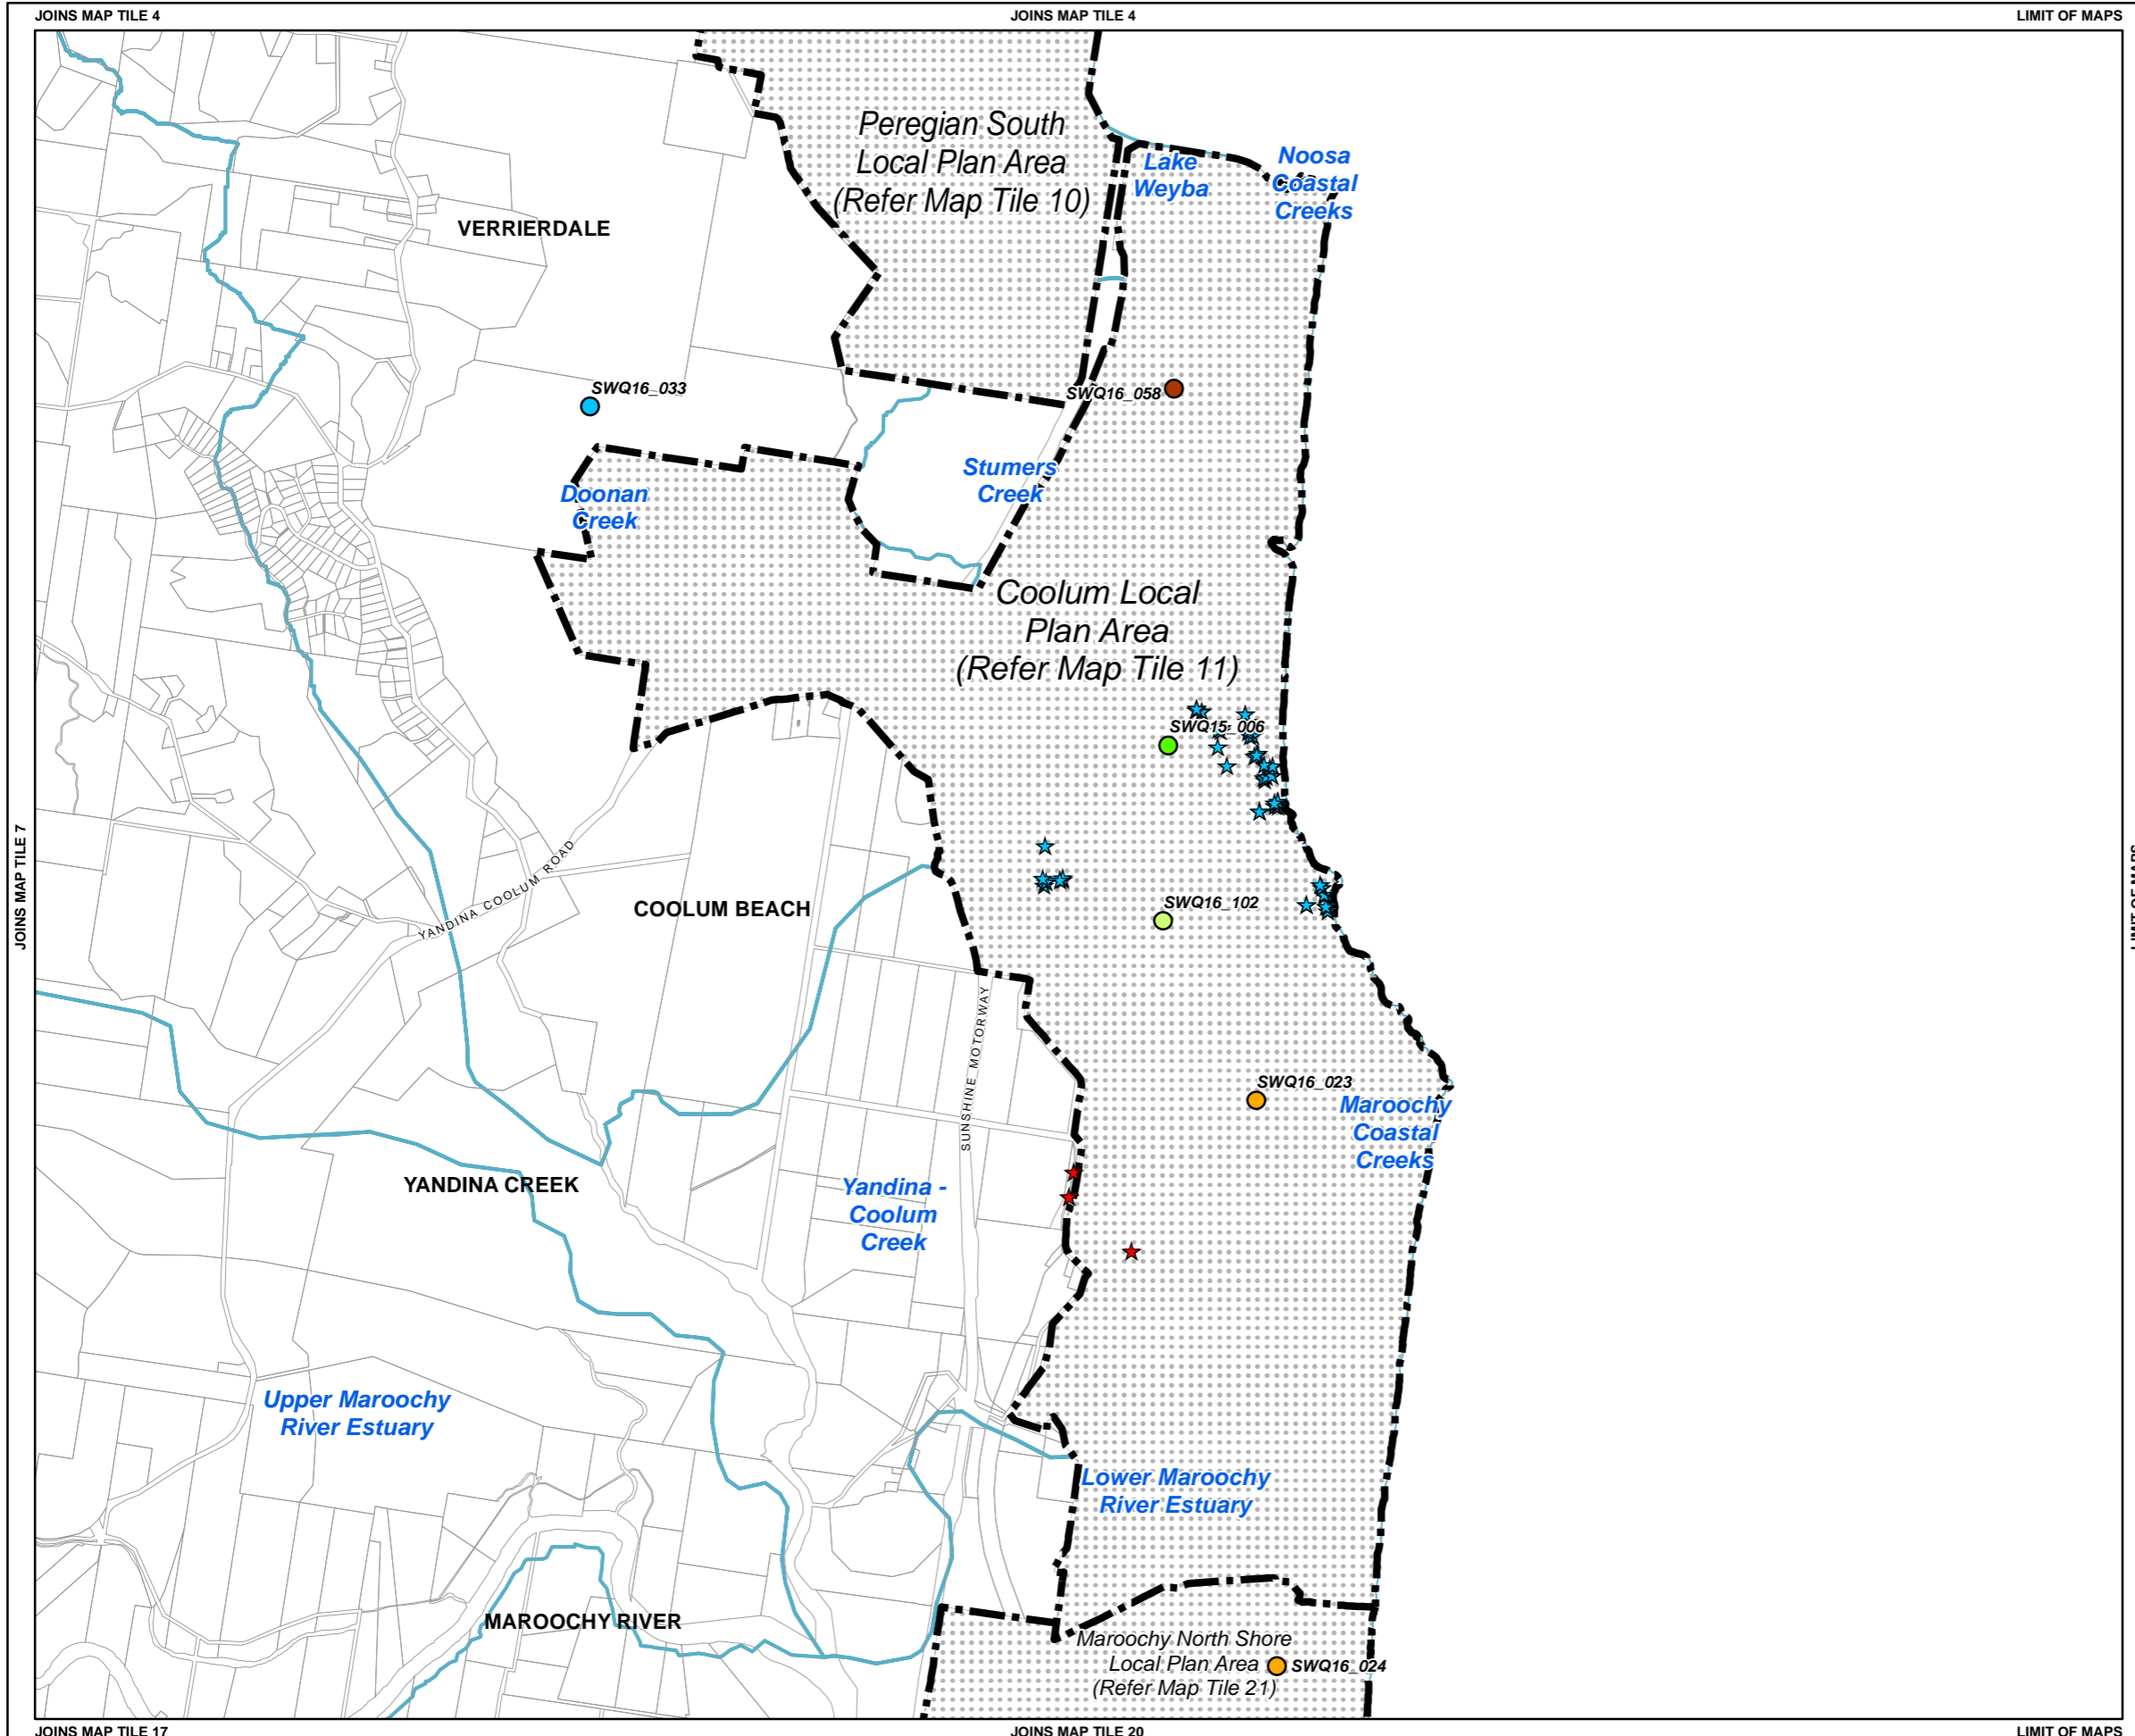 JOINS MAP TILE 4
JOINS MAP TILE 4
LIMIT OF MAPS
Peregian South
Local Plan Area
(Refer Map Tile 10)
Lake
Weyba
Noosa
Coastal
Creeks
VERRIERDALE
SWQ16_033
SWQ16_058
Stumers
Creek
Doonan
Creek
Coolum Local
Plan Area
(Refer Map Tile 11)
SWQ15_006
JOINS MAP TILE 7
LIMIT OF MAPS
YANDINA COOLUM ROAD
COOLUM BEACH
SWQ16_102
SUNSHINE MOTORWAY
SWQ16_023
Maroochy
Coastal
Creeks
YANDINA CREEK
Yandina -
Coolum
Creek
Upper Maroochy
River Estuary
Lower Maroochy
River Estuary
MAROOCHY RIVER
Maroochy North Shore
Local Plan Area
(Refer Map Tile 21)
SWQ16_024
JOINS MAP TILE 17
JOINS MAP TILE 20
LIMIT OF MAPS